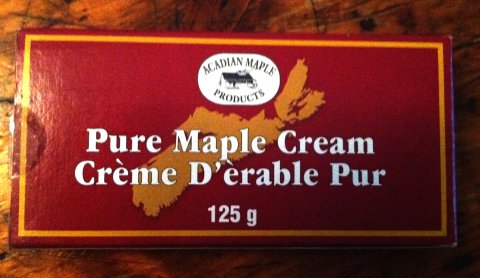 ACADIAN MAPLE
PRODUCTS
Pure Maple Cream
Crème D'èrable Pur
125 g